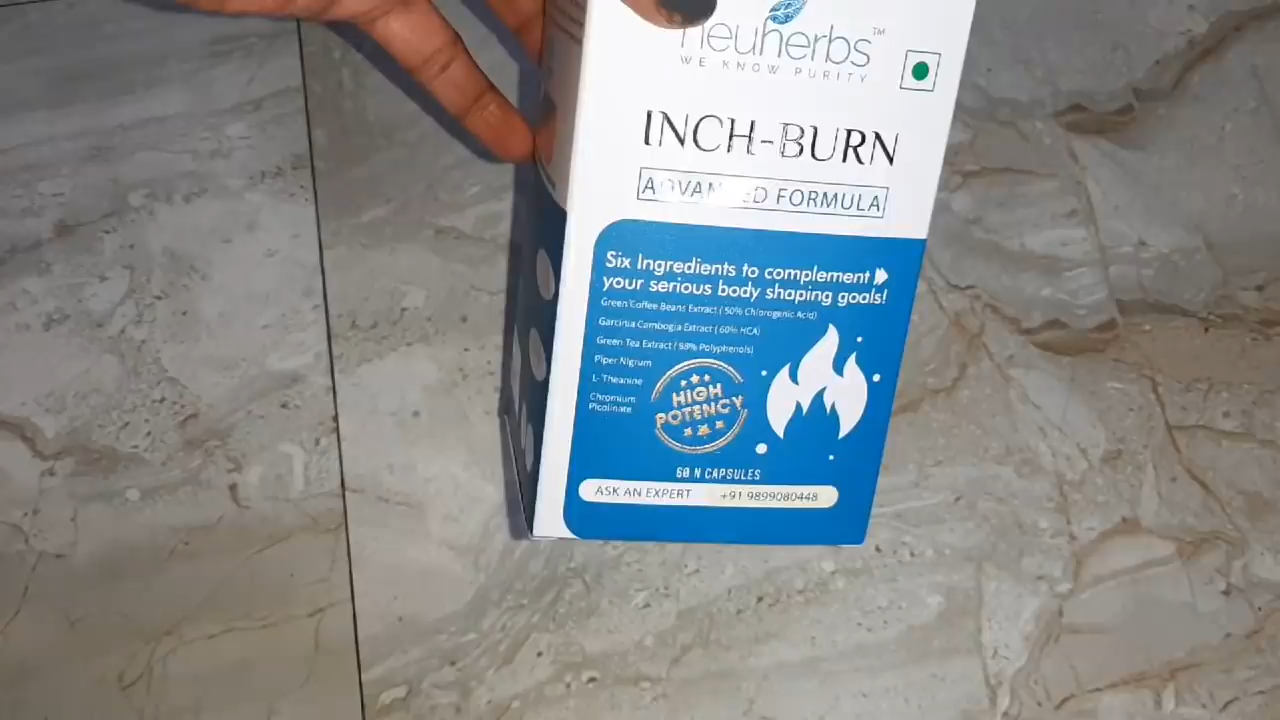 neuherbs™
WE KNOW PURITY
INCH-BURN
ADVANCED FORMULA
Six Ingredients to complement
your serious body shaping goals!
Green Coffee Beans Extract ( 50% Chlorogenic Acid)
Garcinia Cambogia Extract ( 60% HCA)
Green Tea Extract ( 98% Polyphenols)
Piper Nigrum
L- Theanine
Chromium
Picolinate
HIGH
POTENCY
60 N CAPSULES
ASK AN EXPERT +91 9899080448